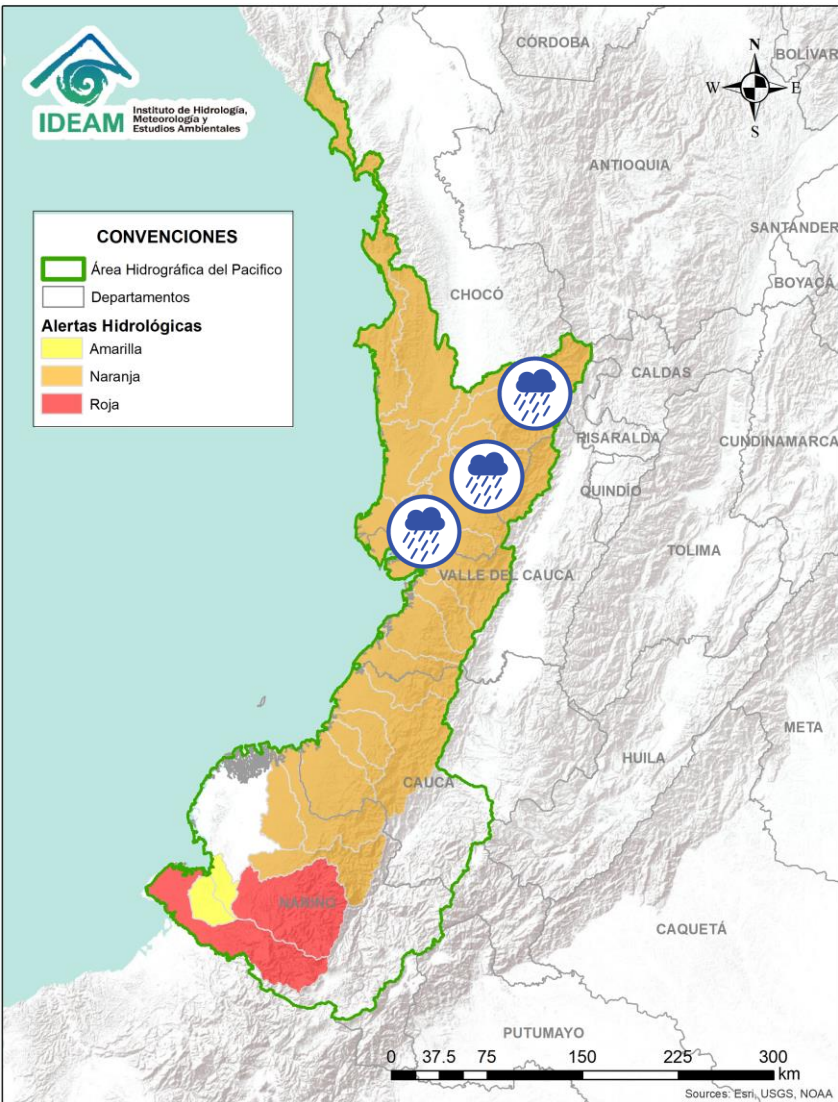 IDEAM
Instituto de Hidrología,
Meteorología y
Estudios Ambientales
N
W E
S
CONVENCIONES
Área Hidrográfica del Pacifico
Departamentos
Alertas Hidrológicas
Amarilla
Naranja
Roja
CÓRDOBA
BOLÍVAR
ANTIOQUIA
SANTANDER
BOYACÁ
CHOCÓ
CALDAS
RISARALDA
CUNDINAMARCA
QUINDÍO
TOLIMA
VALLE DEL CAUCA
META
HUILA
CAUCA
NARIÑO
CAQUETÁ
PUTUMAYO
0 37.5 75 150 225 300
km
Sources: Esri, USGS, NOAA